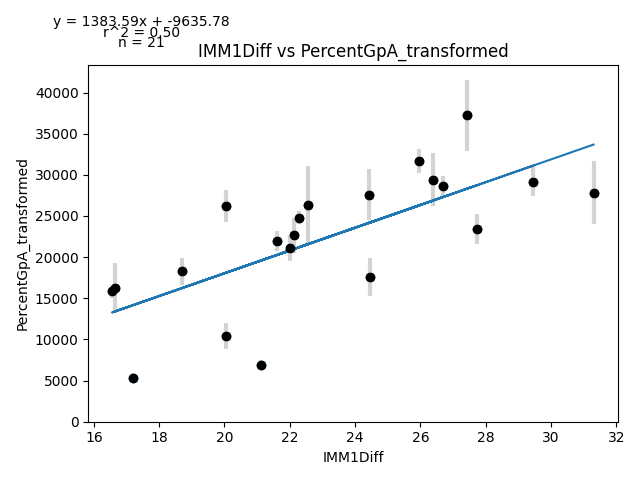 y = 1383.59x + -9635.78
r^2 = 0.50
n = 21
IMM1Diff vs PercentGpA_transformed
PercentGpA_transformed
40000
35000
30000
25000
20000
15000
10000
5000
0
16 18 20 22 24 26 28 30 32
IMM1Diff